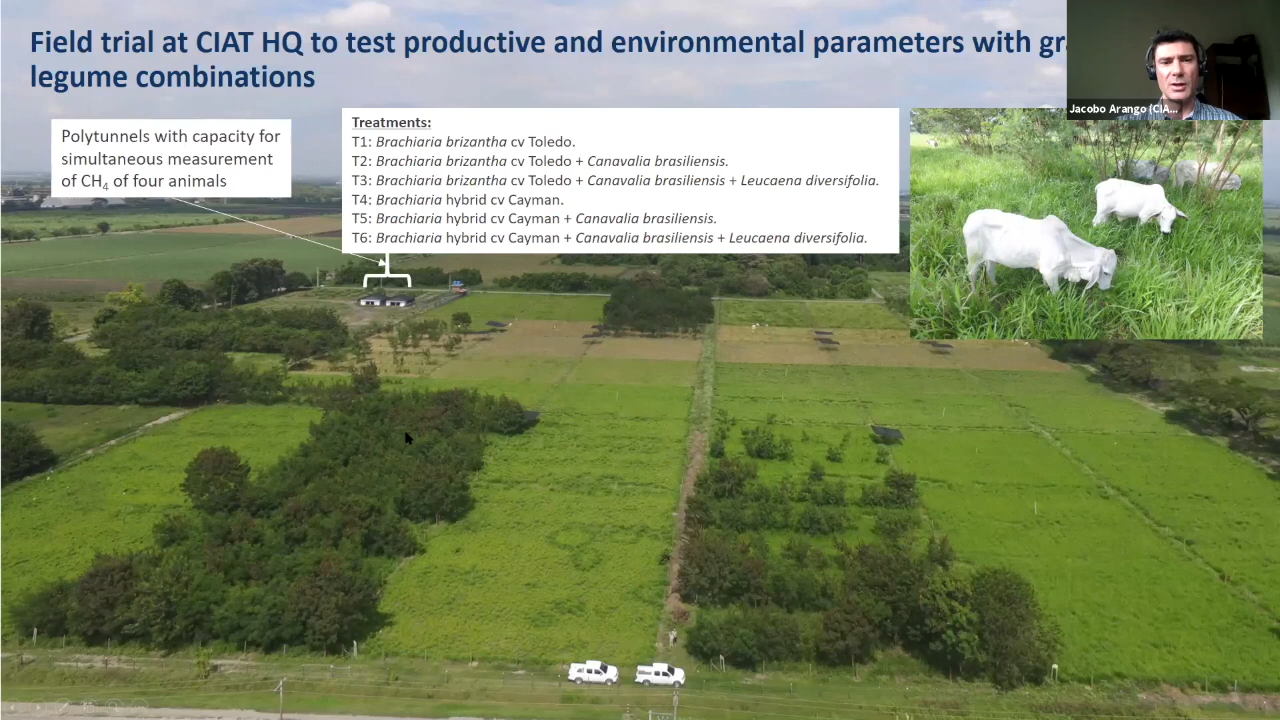 Field trial at CIAT HQ to test productive and environmental parameters with
legume combinations
Jacobo Arango (CIA...
Polytunnels with capacity for
simultaneous measurement
of CH₄ of four animals
Treatments:
T1: Brachiaria brizantha cv Toledo.
T2: Brachiaria brizantha cv Toledo + Canavalia brasiliensis.
T3: Brachiaria brizantha cv Toledo + Canavalia brasiliensis + Leucaena diversifolia.
T4: Brachiaria hybrid cv Cayman.
T5: Brachiaria hybrid cv Cayman + Canavalia brasiliensis.
T6: Brachiaria hybrid cv Cayman + Canavalia brasiliensis + Leucaena diversifolia.